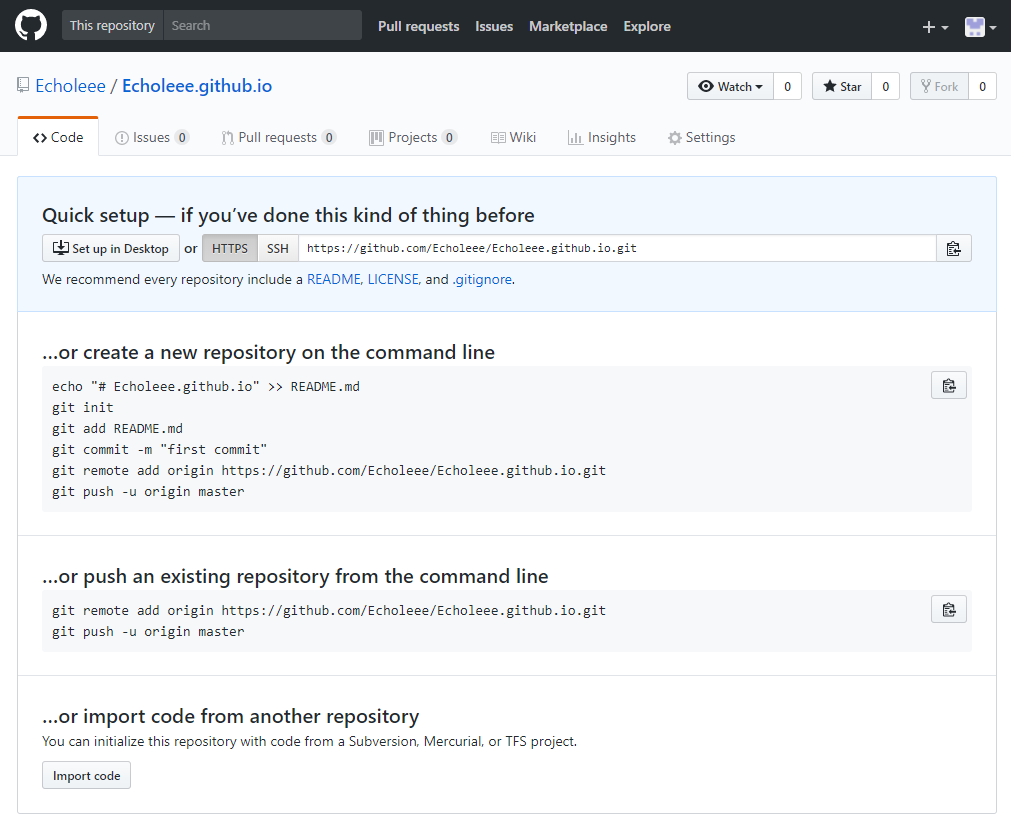 This repository Search Pull requests Issues Marketplace Explore
Echoleee / Echoleee.github.io Watch 0 Star 0 Fork 0
Code Issues 0 Pull requests 0 Projects 0 Wiki Insights Settings
Quick setup — if you’ve done this kind of thing before
Set up in Desktop or HTTPS SSH https://github.com/Echoleee/Echoleee.github.io.git
We recommend every repository include a README, LICENSE, and .gitignore.
…or create a new repository on the command line
echo "# Echoleee.github.io" >> README.md
git init
git add README.md
git commit -m "first commit"
git remote add origin https://github.com/Echoleee/Echoleee.github.io.git
git push -u origin master
…or push an existing repository from the command line
git remote add origin https://github.com/Echoleee/Echoleee.github.io.git
git push -u origin master
…or import code from another repository
You can initialize this repository with code from a Subversion, Mercurial, or TFS project.
Import code